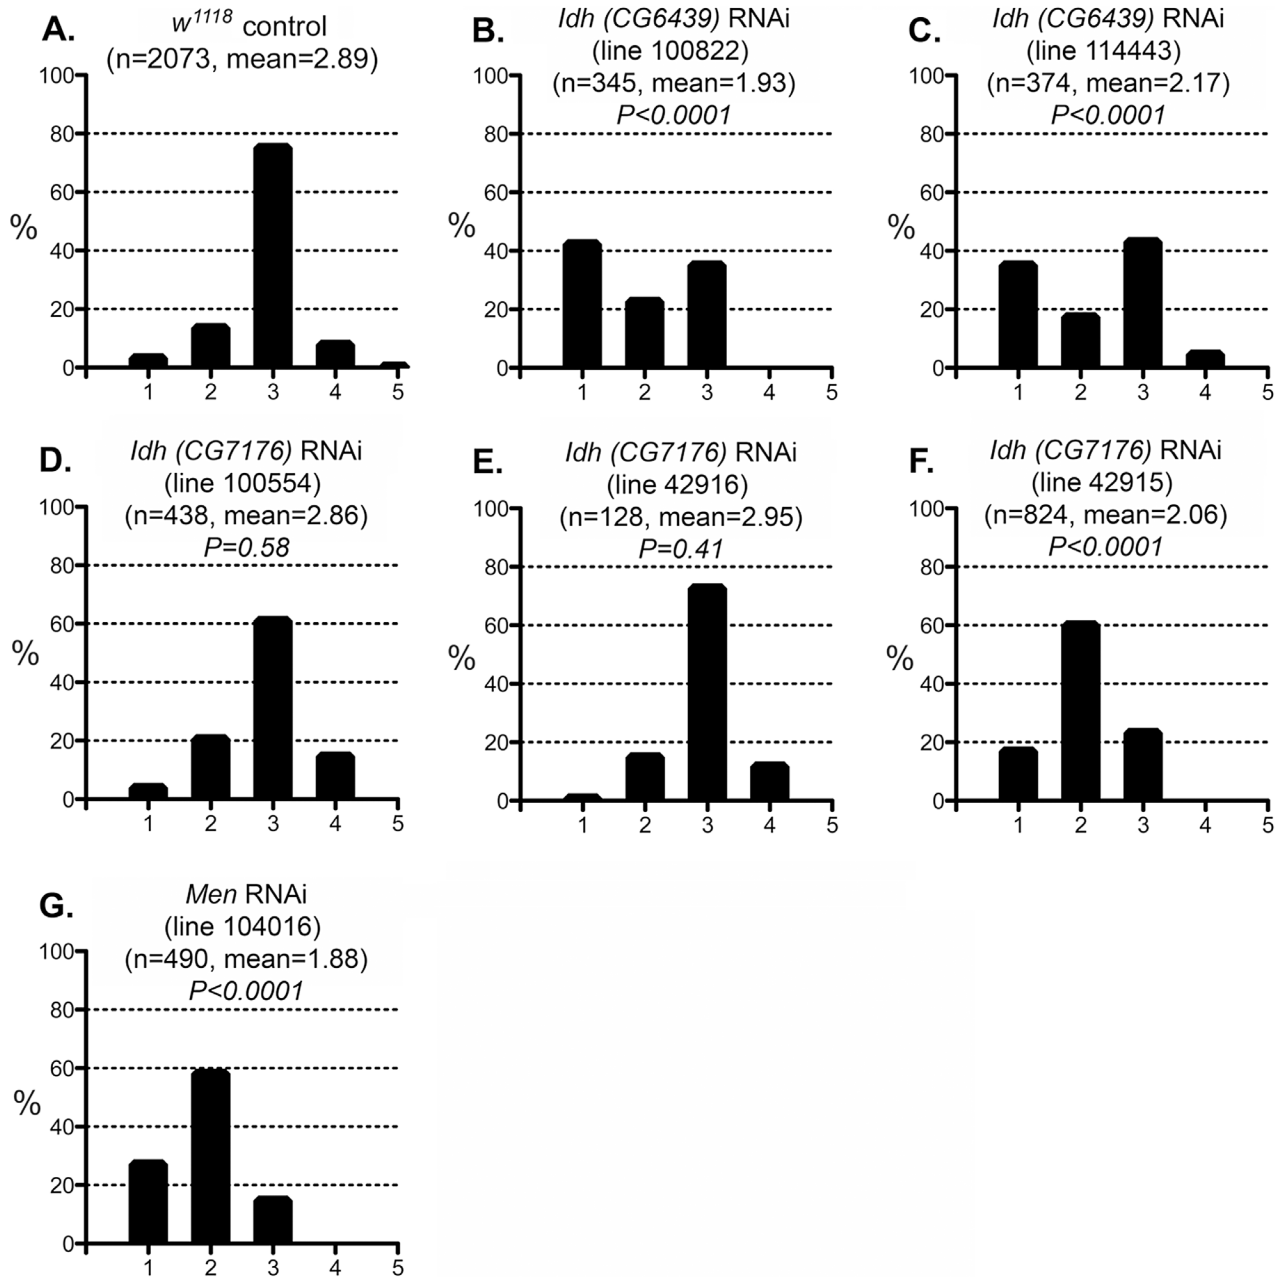 A.
w1118 control
(n=2073, mean=2.89)
100
80
60
40
20
0
%
1 2 3 4 5
B.
Idh (CG6439) RNAi
(line 100822)
(n=345, mean=1.93)
P<0.0001
100
80
60
40
20
0
%
1 2 3 4 5
C.
Idh (CG6439) RNAi
(line 114443)
(n=374, mean=2.17)
P<0.0001
100
80
60
40
20
0
%
1 2 3 4 5
D.
Idh (CG7176) RNAi
(line 100554)
(n=438, mean=2.86)
P=0.58
100
80
60
40
20
0
%
1 2 3 4 5
E.
Idh (CG7176) RNAi
(line 42916)
(n=128, mean=2.95)
P=0.41
100
80
60
40
20
0
%
1 2 3 4 5
F.
Idh (CG7176) RNAi
(line 42915)
(n=824, mean=2.06)
P<0.0001
100
80
60
40
20
0
%
1 2 3 4 5
G.
Men RNAi
(line 104016)
(n=490, mean=1.88)
P<0.0001
100
80
60
40
20
0
%
1 2 3 4 5